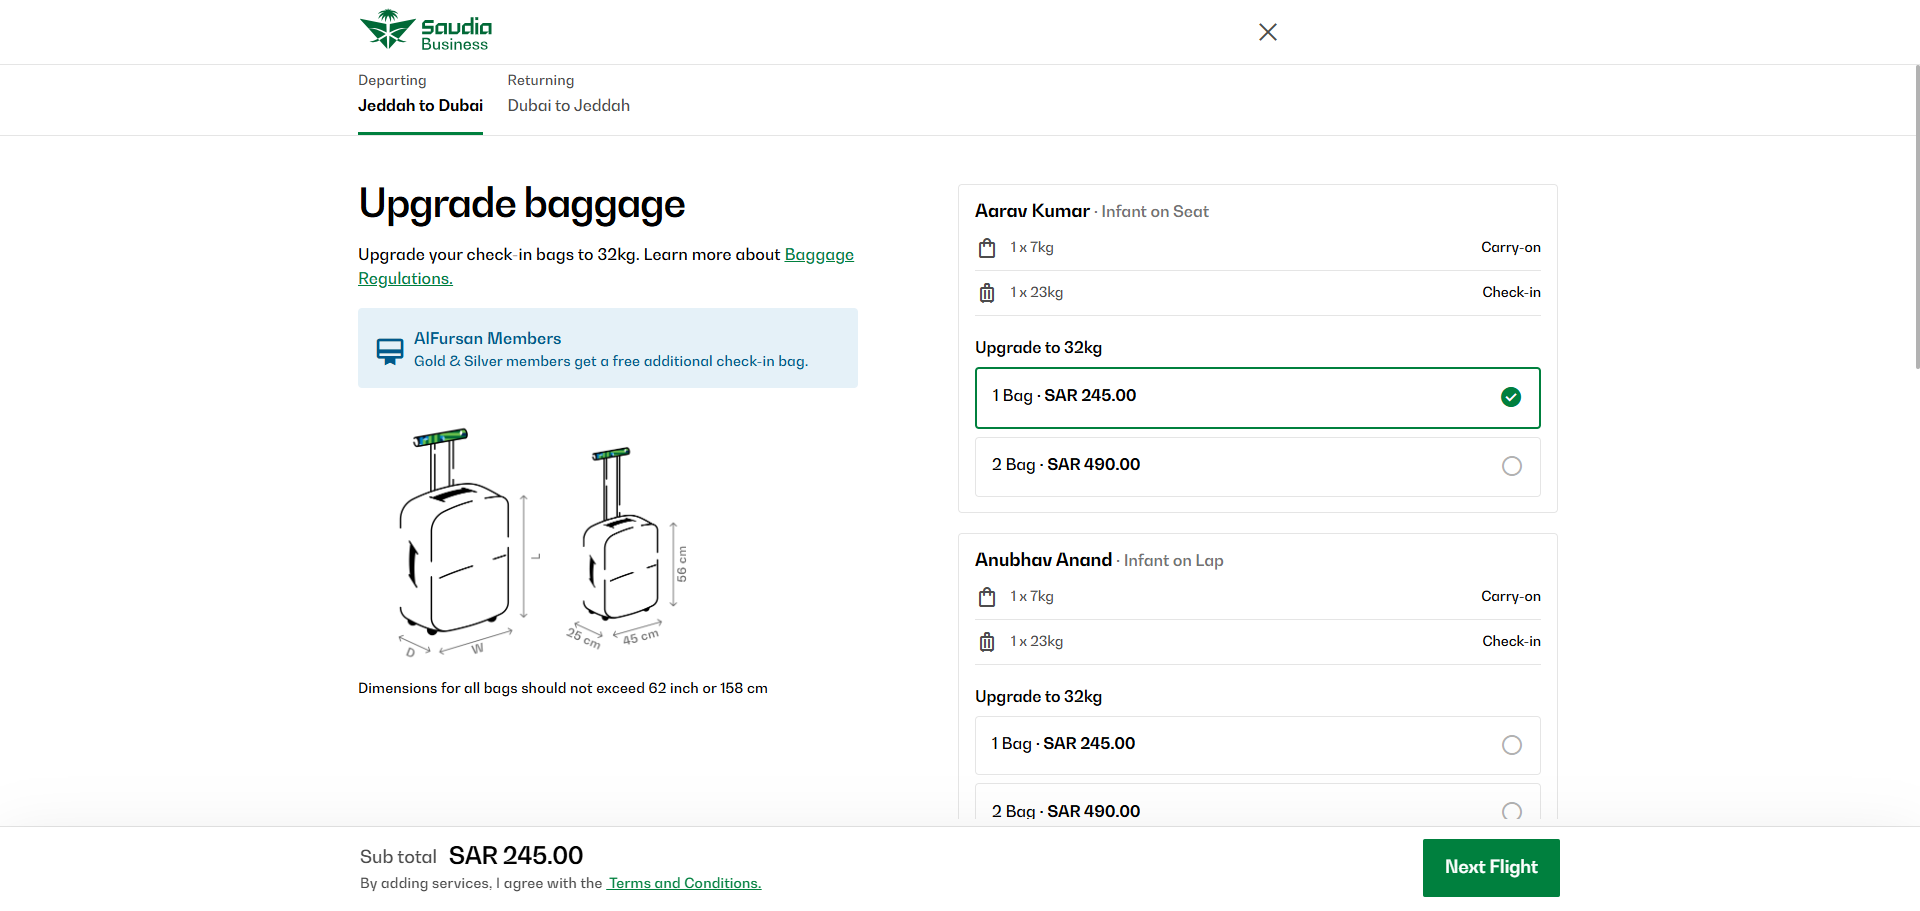 Saudia
Business
Departing
Jeddah to Dubai
Returning
Dubai to Jeddah
Upgrade baggage
Upgrade your check-in bags to 32kg. Learn more about Baggage
Regulations.
AlFursan Members
Gold & Silver members get a free additional check-in bag.
L
D
W
56 cm
25 cm
45 cm
Dimensions for all bags should not exceed 62 inch or 158 cm
Aarav Kumar · Infant on Seat
1 x 7kg Carry-on
1 x 23kg Check-in
Upgrade to 32kg
1 Bag · SAR 245.00
2 Bag · SAR 490.00
Anubhav Anand · Infant on Lap
1 x 7kg Carry-on
1 x 23kg Check-in
Upgrade to 32kg
1 Bag · SAR 245.00
2 Bag · SAR 490.00
Sub total SAR 245.00
By adding services, I agree with the Terms and Conditions.
Next Flight